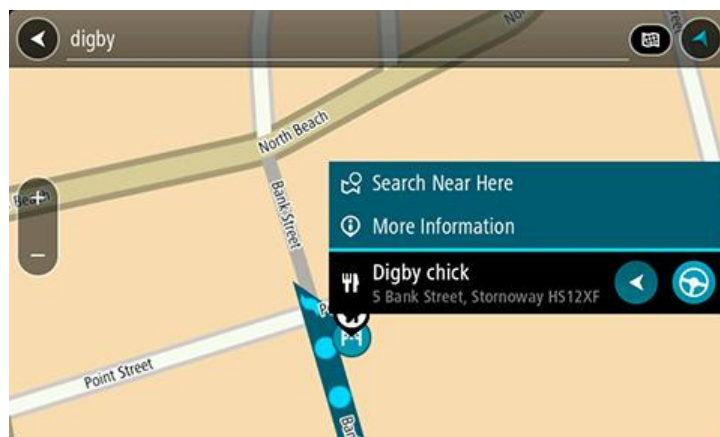 digby
North Beach
Beach
Bank Street
Search Near Here
More Information
Digby chick
5 Bank Street, Stornoway HS12XF
Point Street